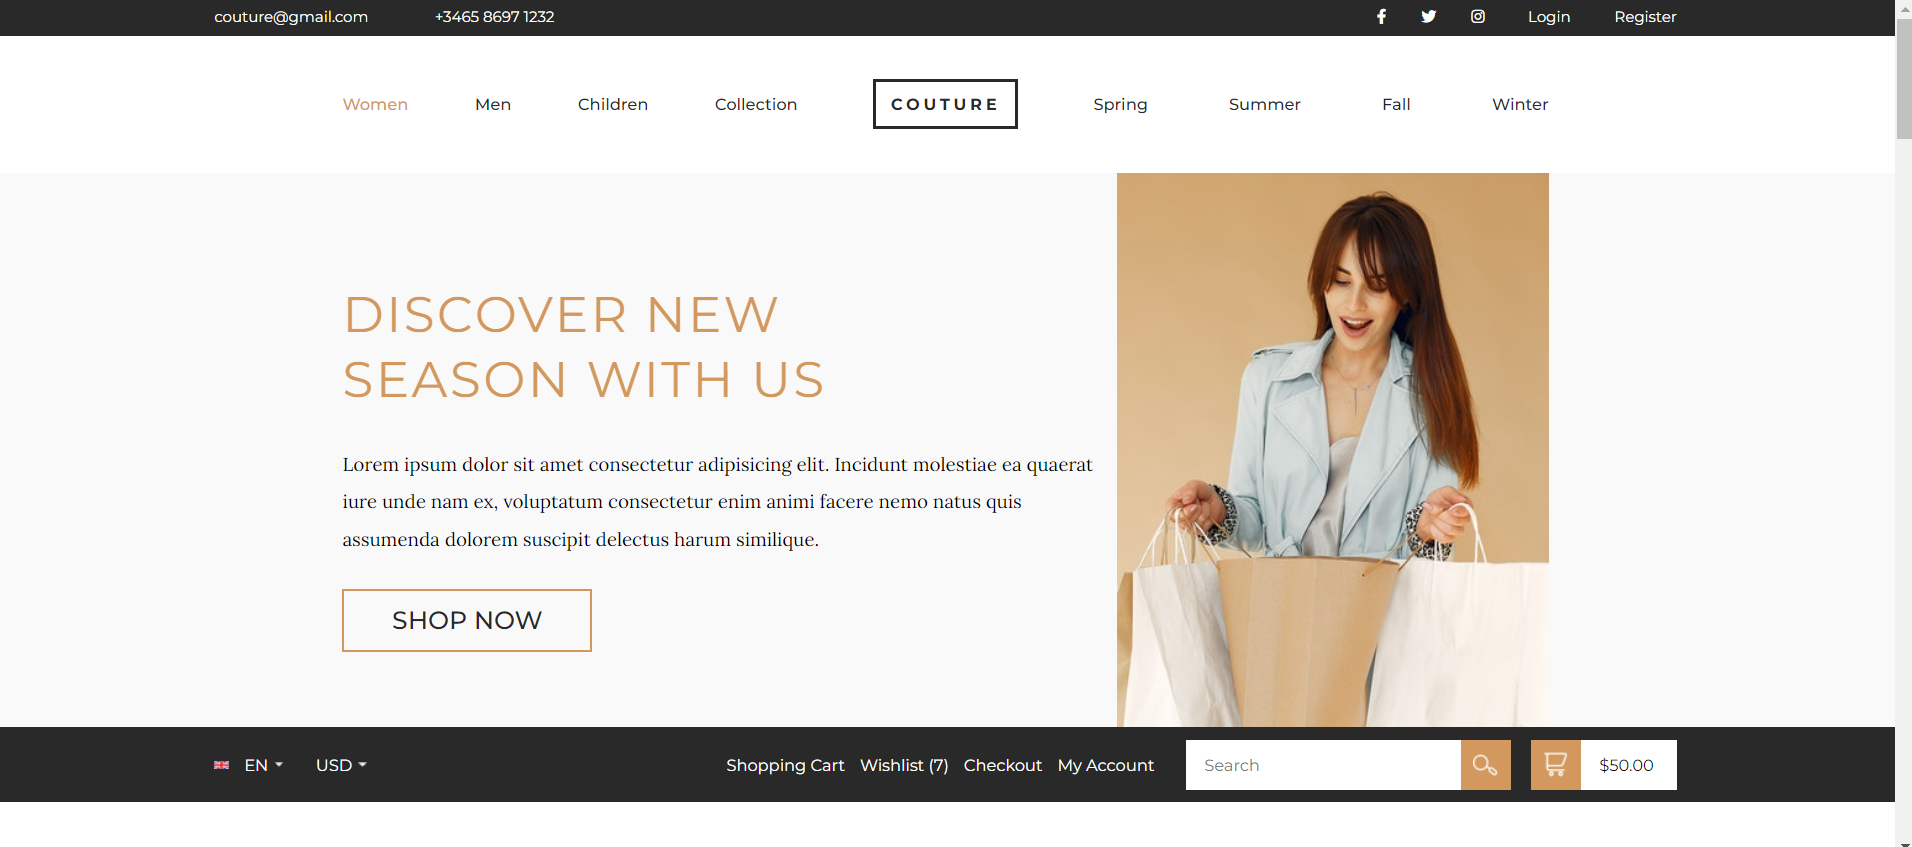 couture@gmail.com +3465 8697 1232 Login Register
Women Men Children Collection COUTURE Spring Summer Fall Winter
DISCOVER NEW
SEASON WITH US
Lorem ipsum dolor sit amet consectetur adipisicing elit. Incidunt molestiae ea quaerat
iure unde nam ex, voluptatum consectetur enim animi facere nemo natus quis
assumenda dolorem suscipit delectus harum similique.
SHOP NOW
EN USD Shopping Cart Wishlist (7) Checkout My Account Search $50.00